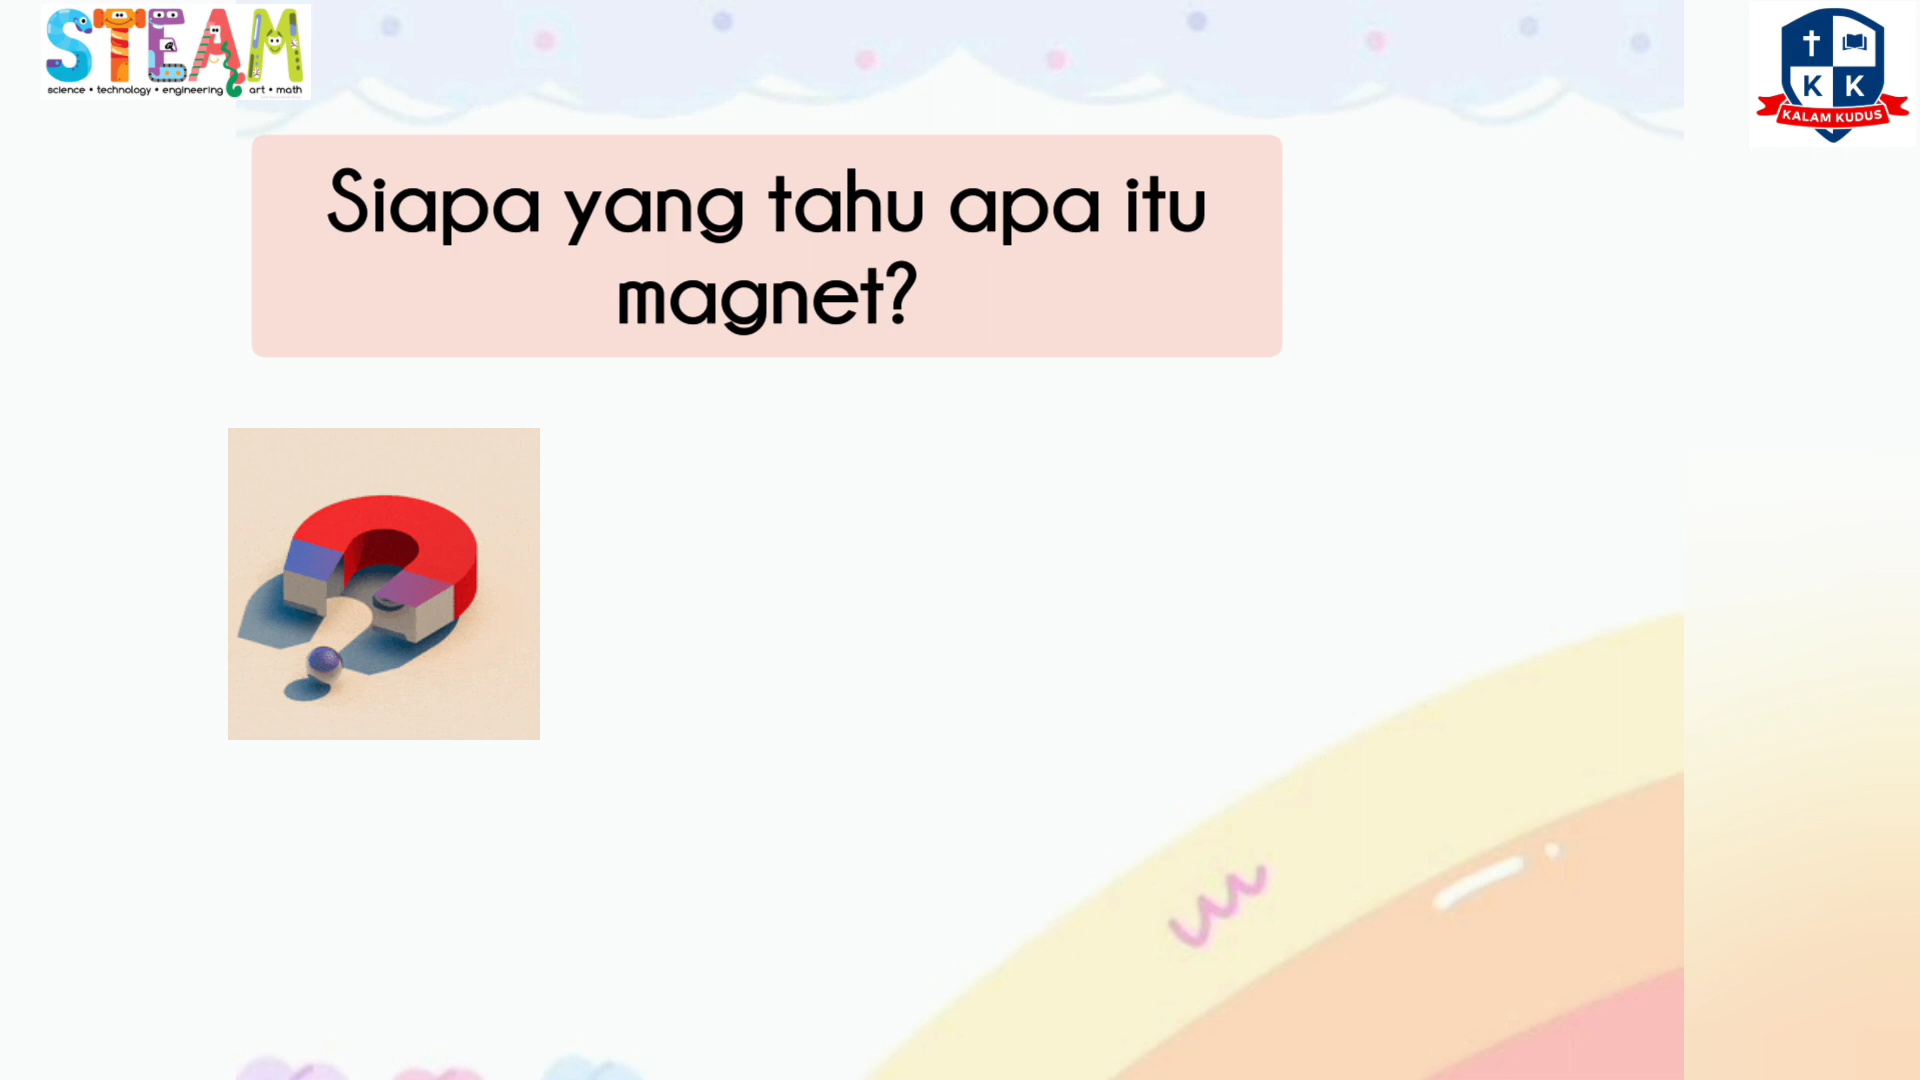 STEAM
science • technology • engineering art • math
K K
KALAM KUDUS
Siapa yang tahu apa itu
magnet?